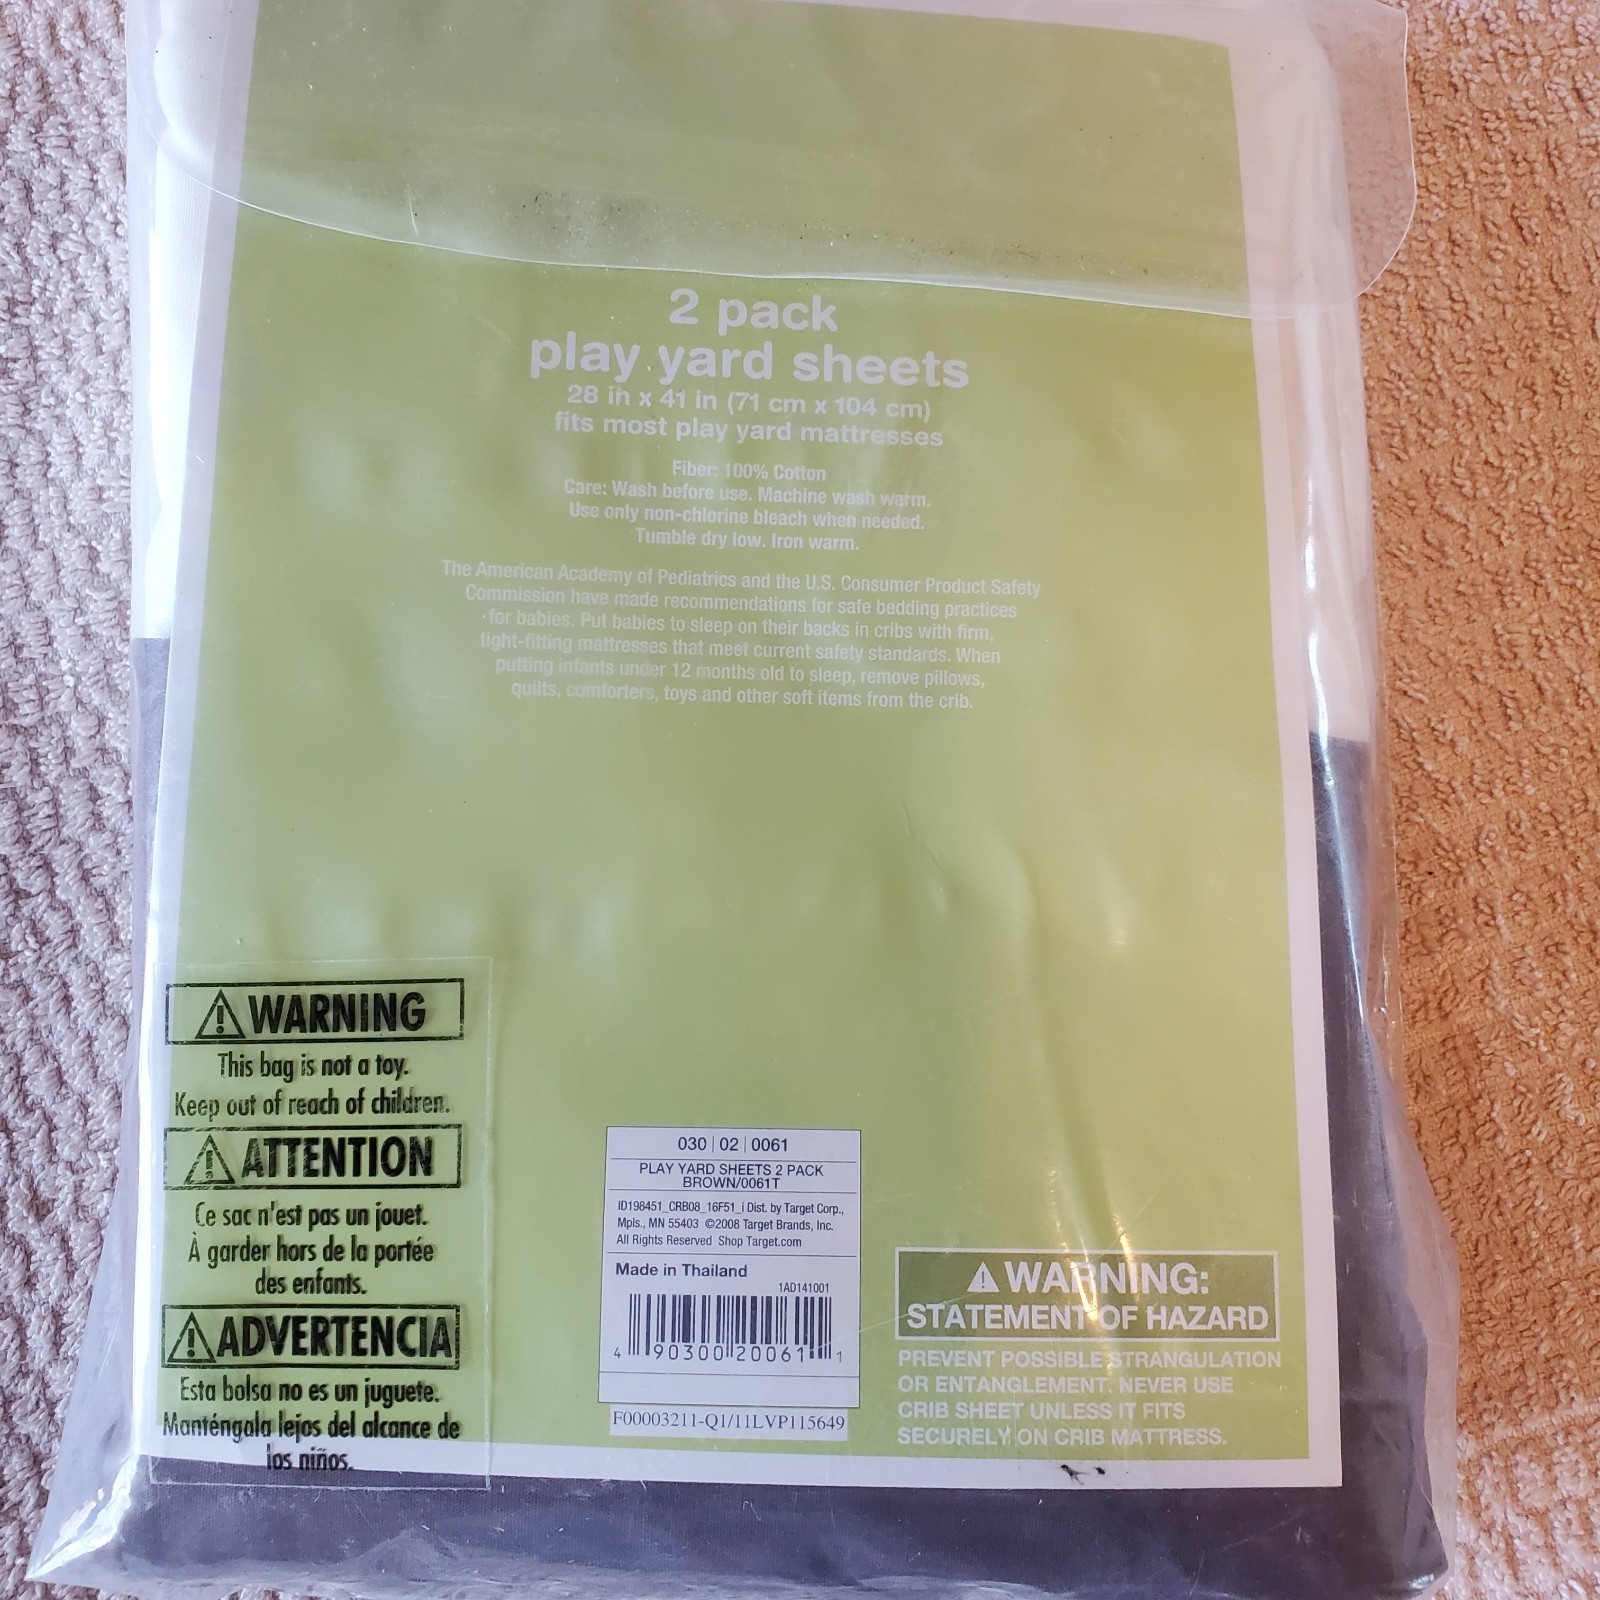 2 pack
play yard sheets
28 in x 41 in (71 cm x 104 cm)
fits most play yard mattresses
Fiber: 100% Cotton
Care: Wash before use. Machine wash warm.
Use only non-chlorine bleach when needed.
Tumble dry low. Iron warm.
The American Academy of Pediatrics and the U.S. Consumer Product Safety
Commission have made recommendations for safe bedding practices
for babies. Put babies to sleep on their backs in cribs with firm,
tight-fitting mattresses that meet current safety standards. When
putting infants under 12 months old to sleep, remove pillows,
quilts, comforters, toys and other soft items from the crib.
WARNING
This bag is not a toy.
Keep out of reach of children.
ATTENTION
Ce sac n'est pas un jouet.
À garder hors de la portée
des enfants.
ADVERTENCIA
Esta bolsa no es un juguete.
Manténgala lejos del alcance de
los niños.
030 | 02 | 0061
PLAY YARD SHEETS 2 PACK
BROWN/0061T
ID198451_CRB08_16F51_i Dist. by Target Corp.,
Mpls., MN 55403 ©2008 Target Brands, Inc.
All Rights Reserved Shop Target.com
Made in Thailand
1AD141001
4 90300 20061 1
F00003211-Q1/11LVP115649
WARNING:
STATEMENT OF HAZARD
PREVENT POSSIBLE STRANGULATION
OR ENTANGLEMENT. NEVER USE
CRIB SHEET UNLESS IT FITS
SECURELY ON CRIB MATTRESS.